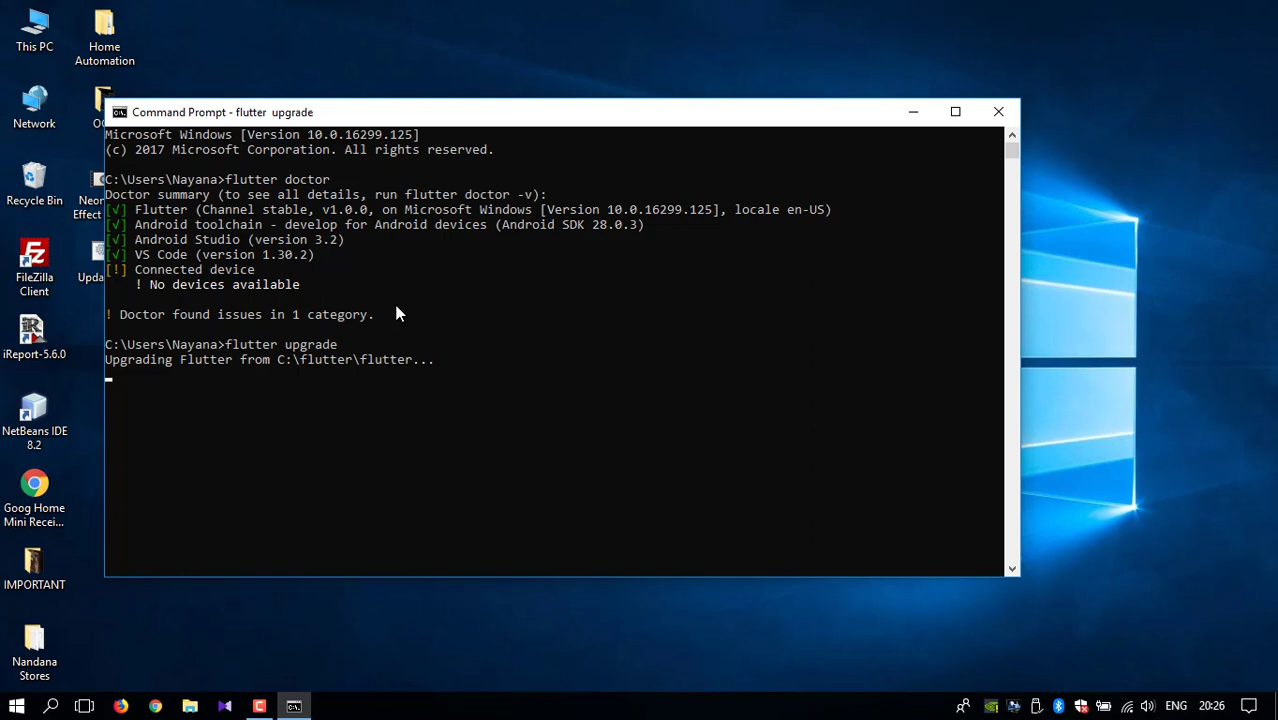 This PC
Home
Automation
Network
OC
Recycle Bin
Neon
Effect
FileZilla
Client
Upda
iReport-5.6.0
NetBeans IDE
8.2
Goog Home
Mini Recei...
IMPORTANT
Nandana
Stores
Command Prompt - flutter  upgrade
Microsoft Windows [Version 10.0.16299.125]
(c) 2017 Microsoft Corporation. All rights reserved.
C:\Users\Nayana>flutter doctor
Doctor summary (to see all details, run flutter doctor -v):
[√] Flutter (Channel stable, v1.0.0, on Microsoft Windows [Version 10.0.16299.125], locale en-US)
[√] Android toolchain - develop for Android devices (Android SDK 28.0.3)
[√] Android Studio (version 3.2)
[√] VS Code (version 1.30.2)
[!] Connected device
! No devices available
! Doctor found issues in 1 category.
C:\Users\Nayana>flutter upgrade
Upgrading Flutter from C:\flutter\flutter...
ENG
20:26